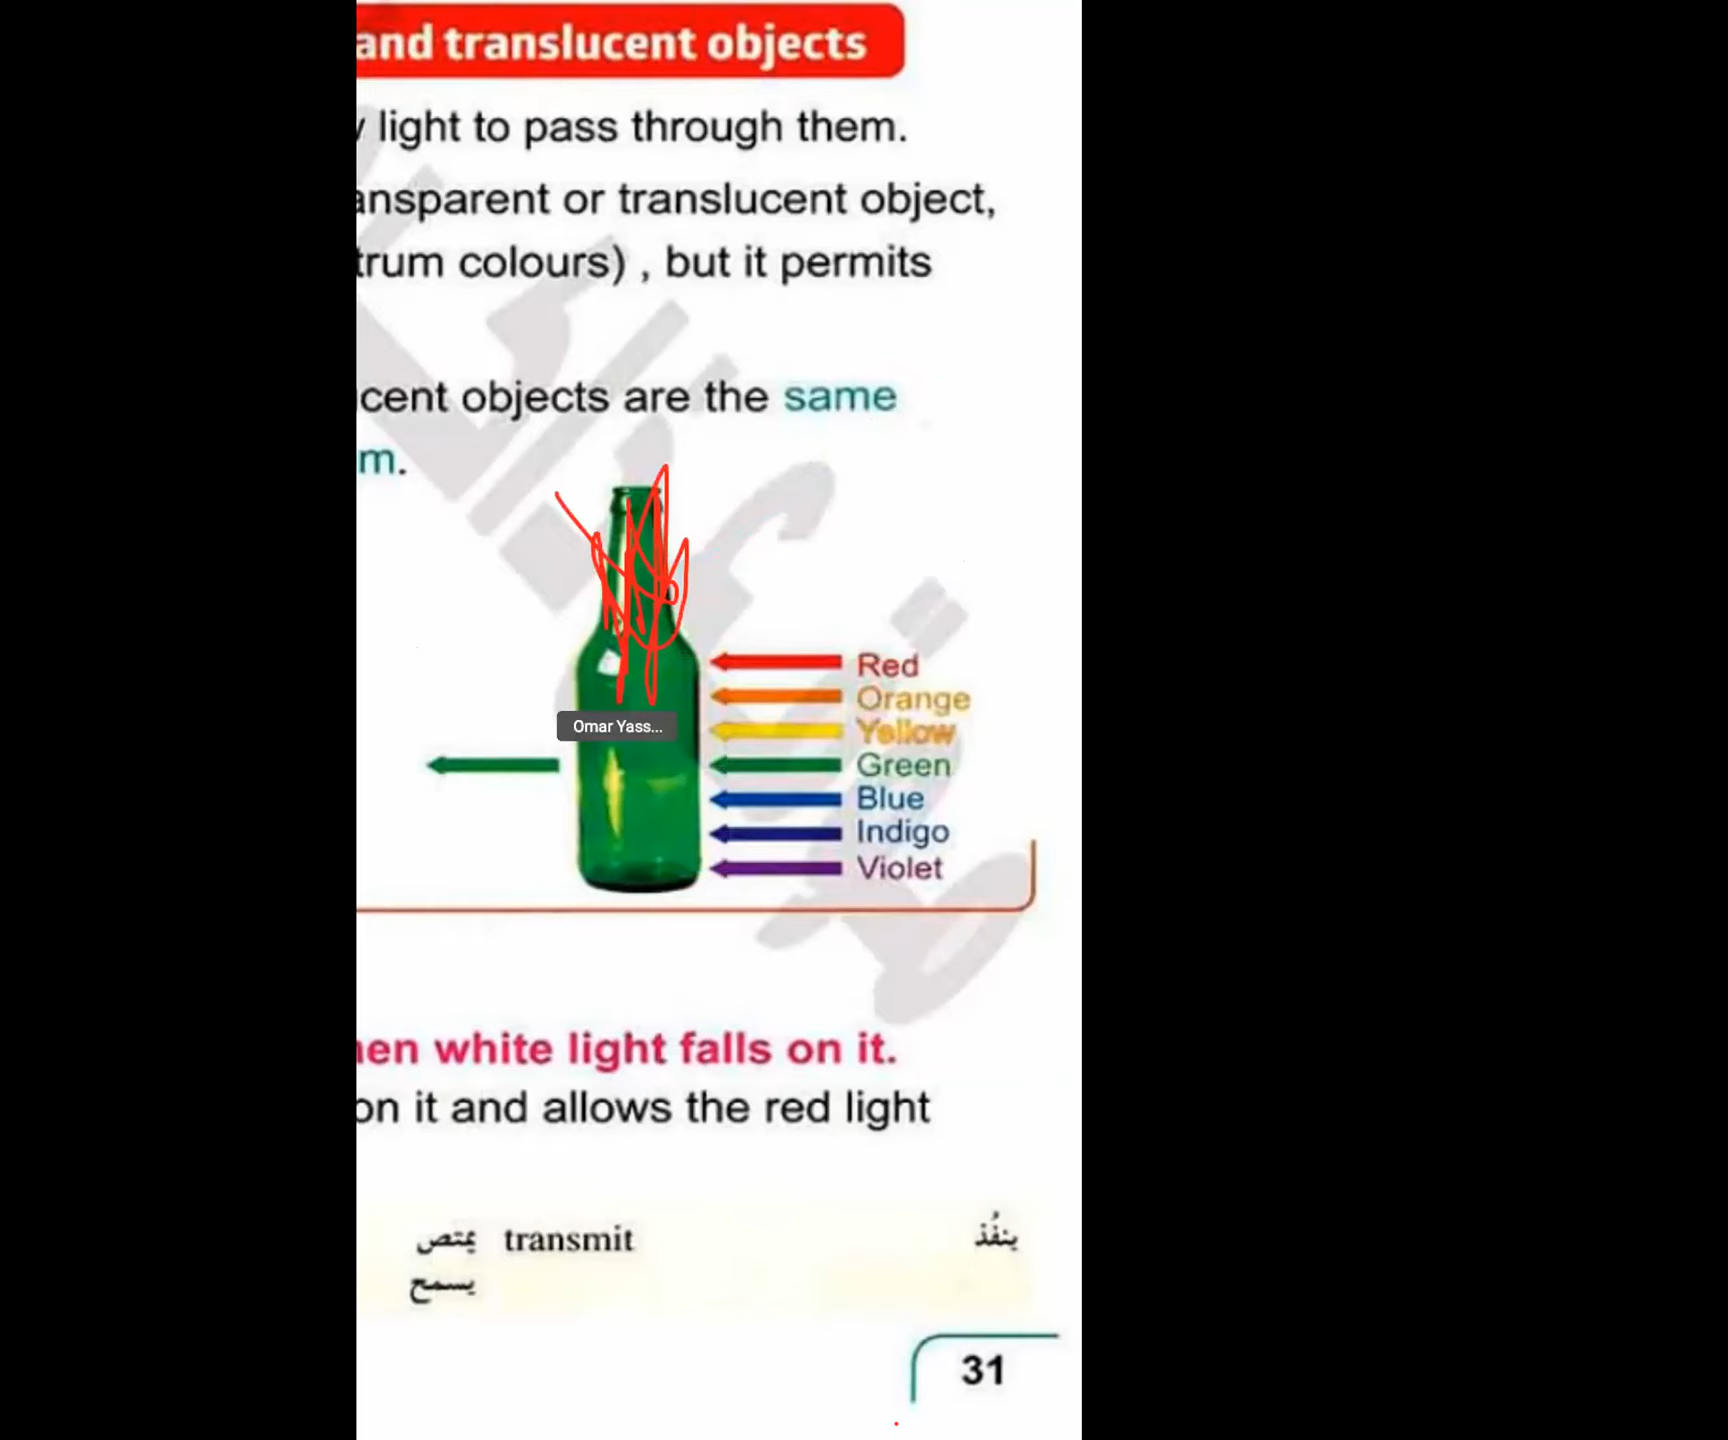 and translucent objects
light to pass through them.
ansparent or translucent object,
trum colours) , but it permits
cent objects are the same
m.
Red
Orange
Yellow
Omar Yass...
Green
Blue
Indigo
Violet
en white light falls on it.
on it and allows the red light
يمتص transmit ينفُذ
يسمح
31